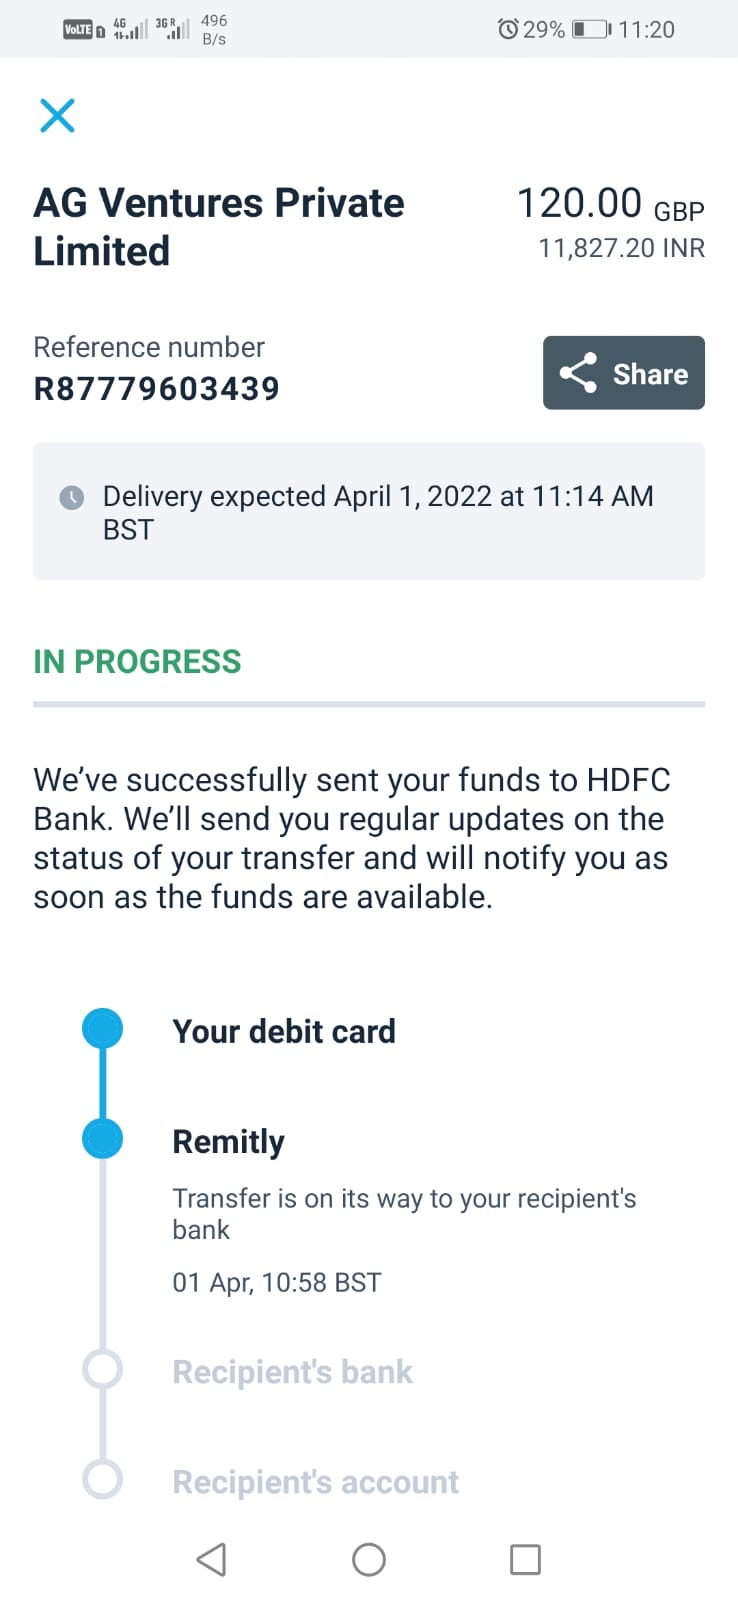 VoLTE 1 4G 3G R 496
B/s
29% 11:20
AG Ventures Private
Limited
120.00 GBP
11,827.20 INR
Reference number
R87779603439
Share
Delivery expected April 1, 2022 at 11:14 AM
BST
IN PROGRESS
We've successfully sent your funds to HDFC
Bank. We'll send you regular updates on the
status of your transfer and will notify you as
soon as the funds are available.
Your debit card
Remitly
Transfer is on its way to your recipient's
bank
01 Apr, 10:58 BST
Recipient's bank
Recipient's account